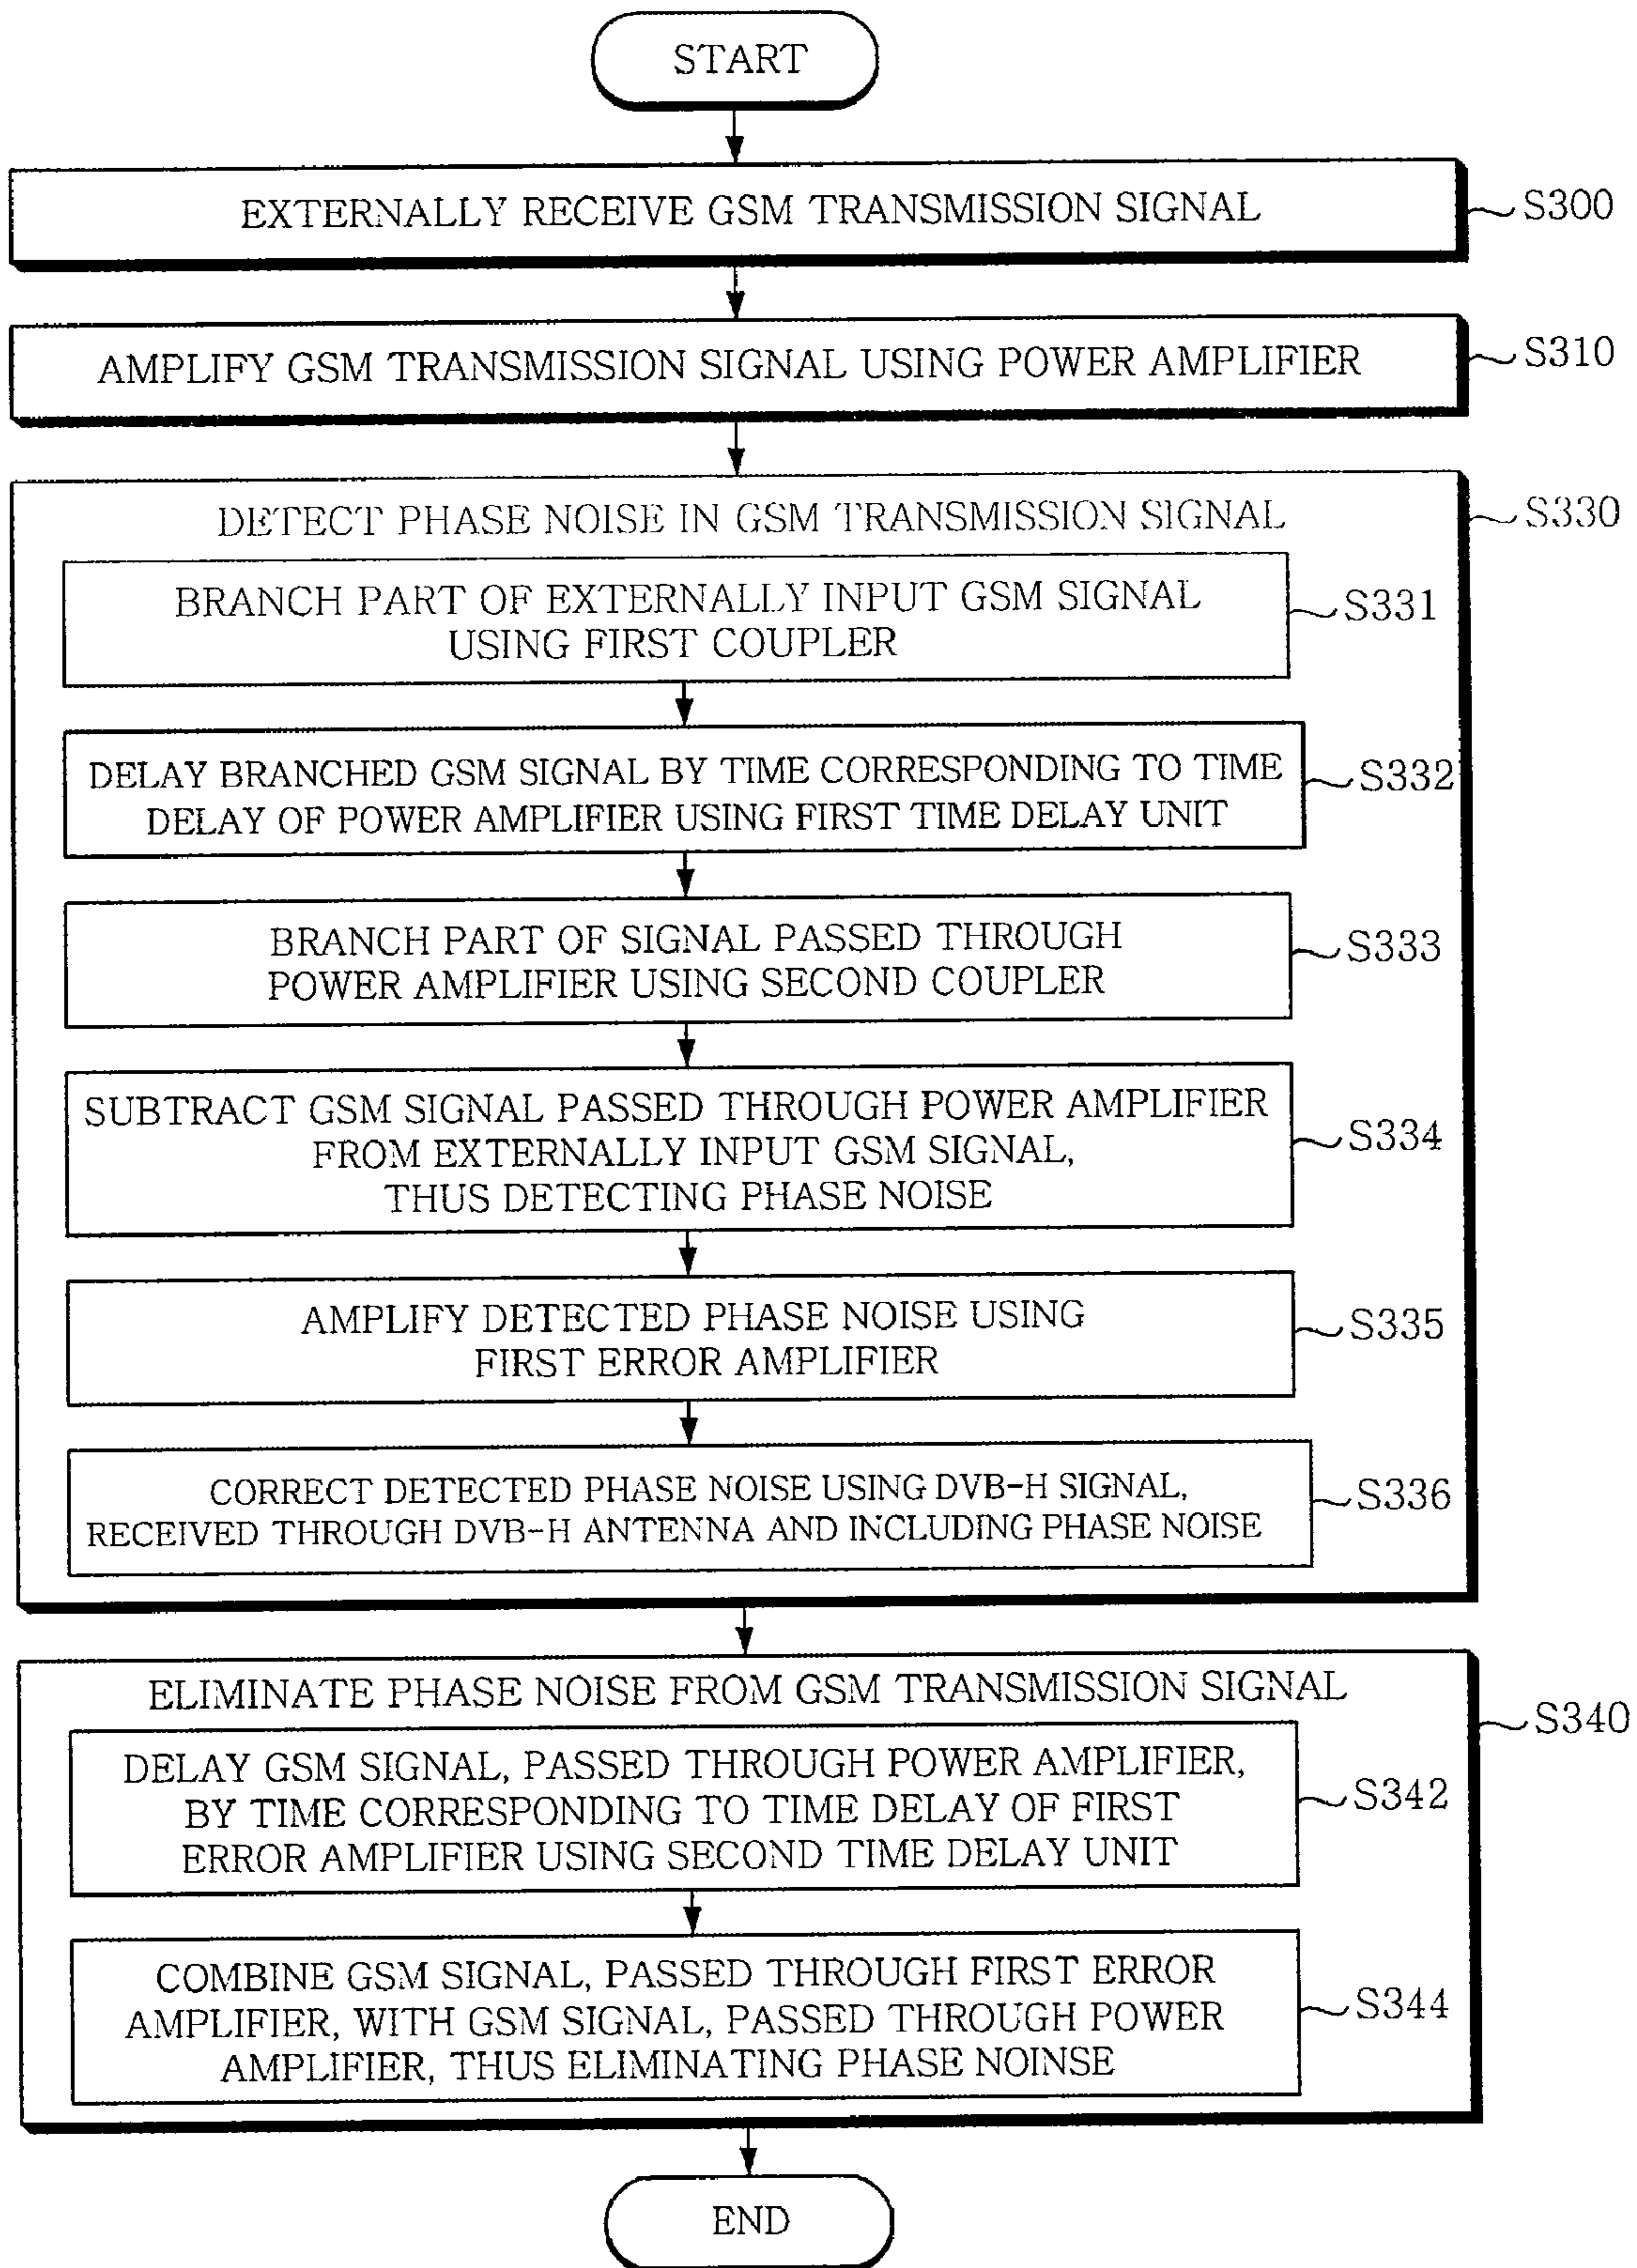 START
EXTERNALLY RECEIVE GSM TRANSMISSION SIGNAL
S300
AMPLIFY GSM TRANSMISSION SIGNAL USING POWER AMPLIFIER
S310
DETECT PHASE NOISE IN GSM TRANSMISSION SIGNAL
S330
BRANCH PART OF EXTERNALLY INPUT GSM SIGNAL
USING FIRST COUPLER
S331
DELAY BRANCHED GSM SIGNAL BY TIME CORRESPONDING TO TIME
DELAY OF POWER AMPLIFIER USING FIRST TIME DELAY UNIT
S332
BRANCH PART OF SIGNAL PASSED THROUGH
POWER AMPLIFIER USING SECOND COUPLER
S333
SUBTRACT GSM SIGNAL PASSED THROUGH POWER AMPLIFIER
FROM EXTERNALLY INPUT GSM SIGNAL,
THUS DETECTING PHASE NOISE
S334
AMPLIFY DETECTED PHASE NOISE USING
FIRST ERROR AMPLIFIER
S335
CORRECT DETECTED PHASE NOISE USING DVB-H SIGNAL,
RECEIVED THROUGH DVB-H ANTENNA AND INCLUDING PHASE NOISE
S336
ELIMINATE PHASE NOISE FROM GSM TRANSMISSION SIGNAL
S340
DELAY GSM SIGNAL, PASSED THROUGH POWER AMPLIFIER,
BY TIME CORRESPONDING TO TIME DELAY OF FIRST
ERROR AMPLIFIER USING SECOND TIME DELAY UNIT
S342
COMBINE GSM SIGNAL, PASSED THROUGH FIRST ERROR
AMPLIFIER, WITH GSM SIGNAL, PASSED THROUGH POWER
AMPLIFIER, THUS ELIMINATING PHASE NOINSE
S344
END